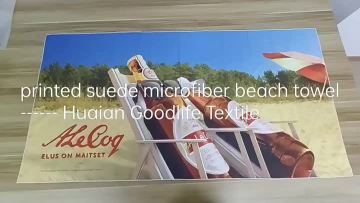 printed suede microfiber beach towel
------ Huaian Goodlife Textile
A.LeCoq
ELUS ON MAITSET